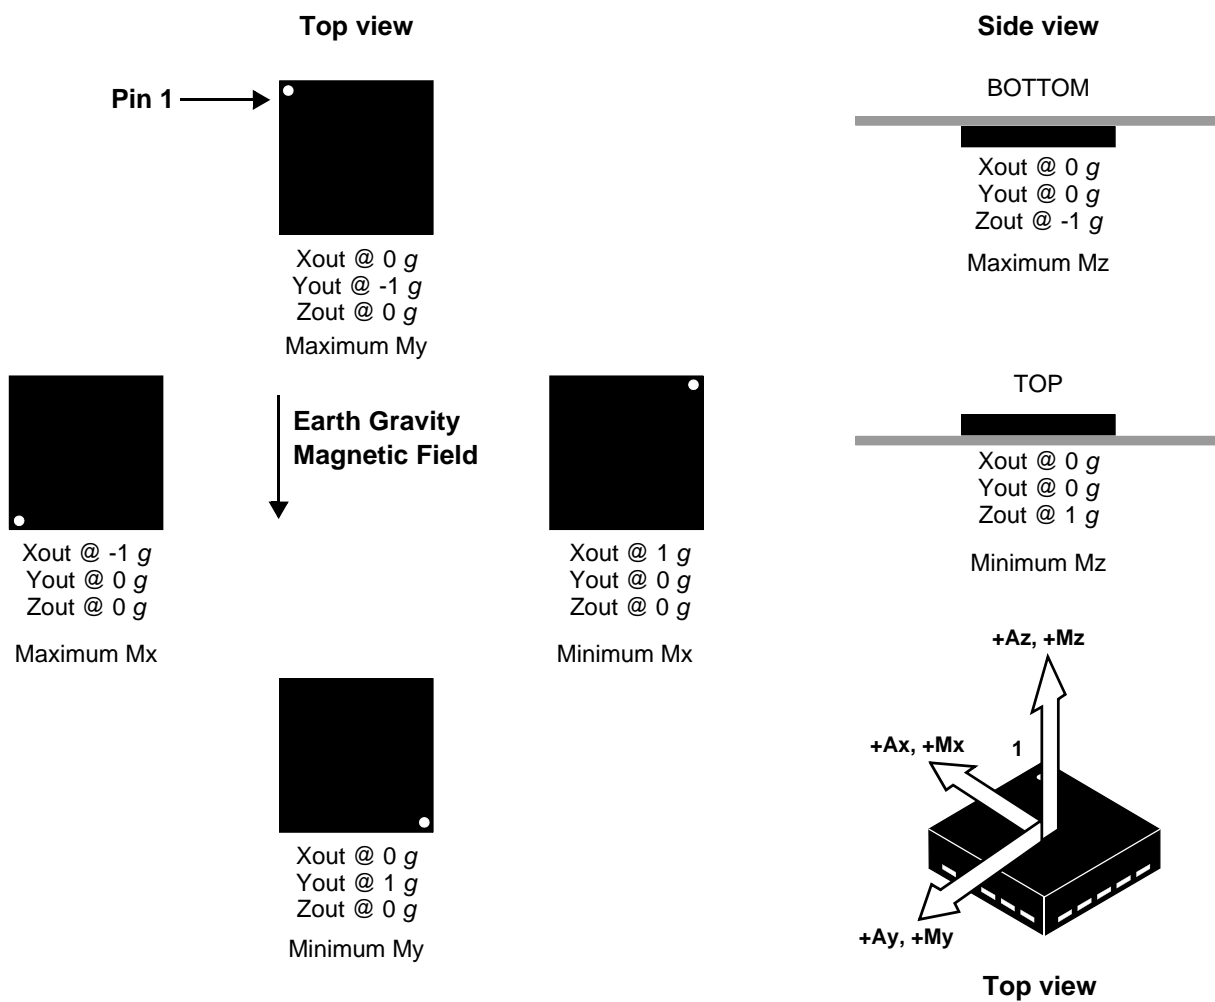 Top view
Pin 1
Xout @ 0 g
Yout @ -1 g
Zout @ 0 g
Maximum My
Earth Gravity
Magnetic Field
Xout @ -1 g
Yout @ 0 g
Zout @ 0 g
Maximum Mx
Xout @ 1 g
Yout @ 0 g
Zout @ 0 g
Minimum Mx
Xout @ 0 g
Yout @ 1 g
Zout @ 0 g
Minimum My
Side view
BOTTOM
Xout @ 0 g
Yout @ 0 g
Zout @ -1 g
Maximum Mz
TOP
Xout @ 0 g
Yout @ 0 g
Zout @ 1 g
Minimum Mz
+Az, +Mz
+Ax, +Mx
1
+Ay, +My
Top view